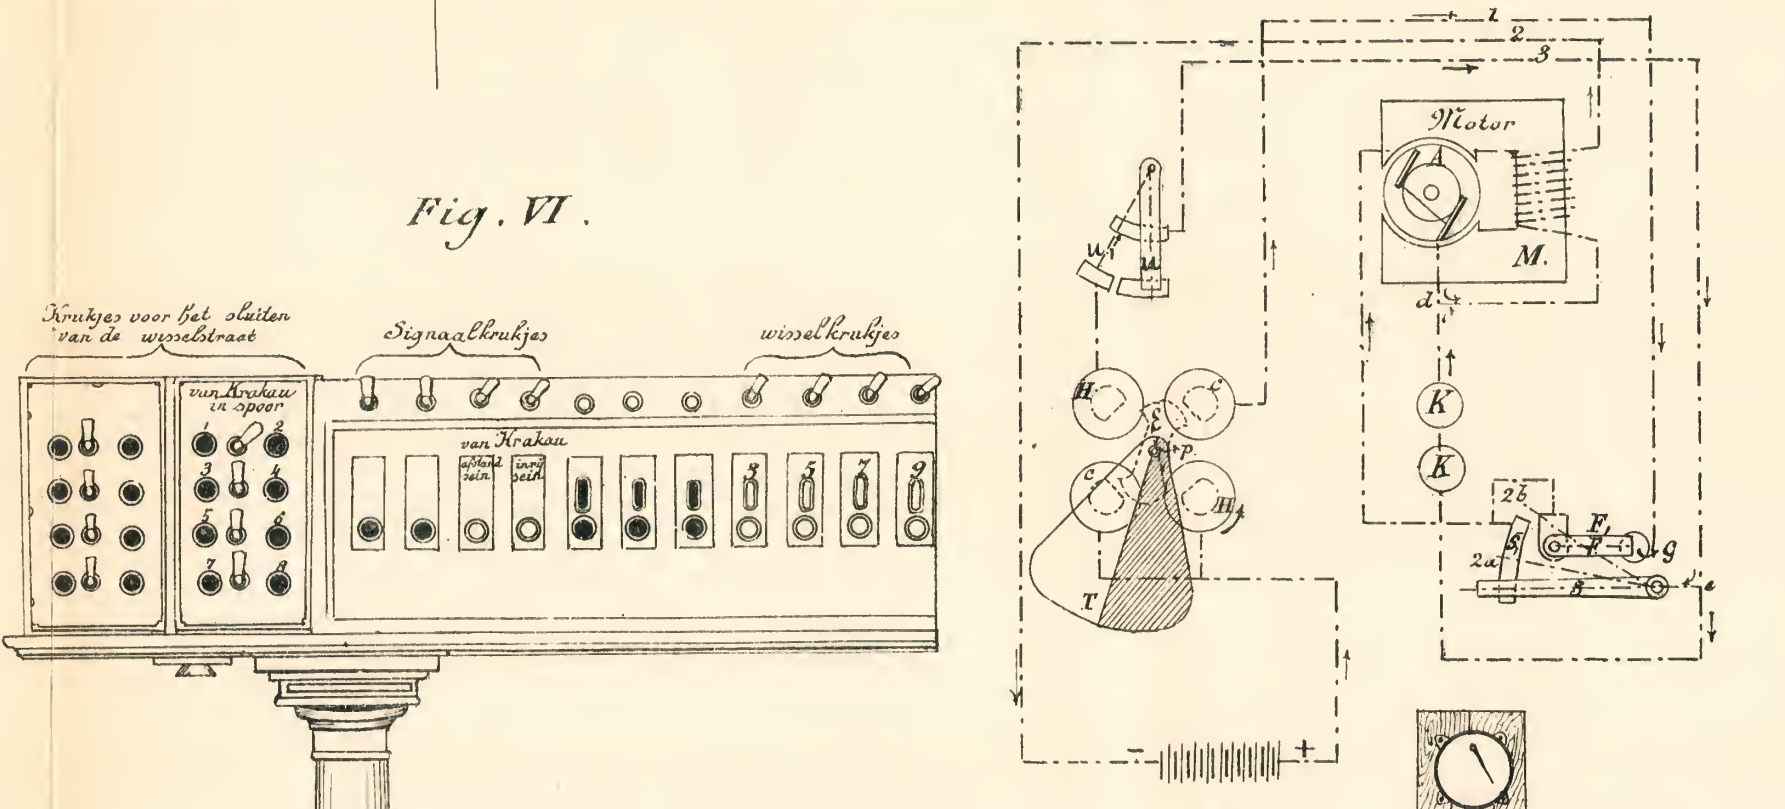 Fig. VI.
Krukjes voor het sluiten
van de wisselstraat
Signaalkrukjes
wisselkrukjes
van Krakau
in spoor
1 2
3 4
5 6
7 8
van Krakau
afstand
sein
inrij
sein
3 5 7 9
1
2
3
Motor
A
M.
d
K
K
P
u
H
C
E
p.
c
H4
T
2b
F1
F
G
2a
S
e
- +